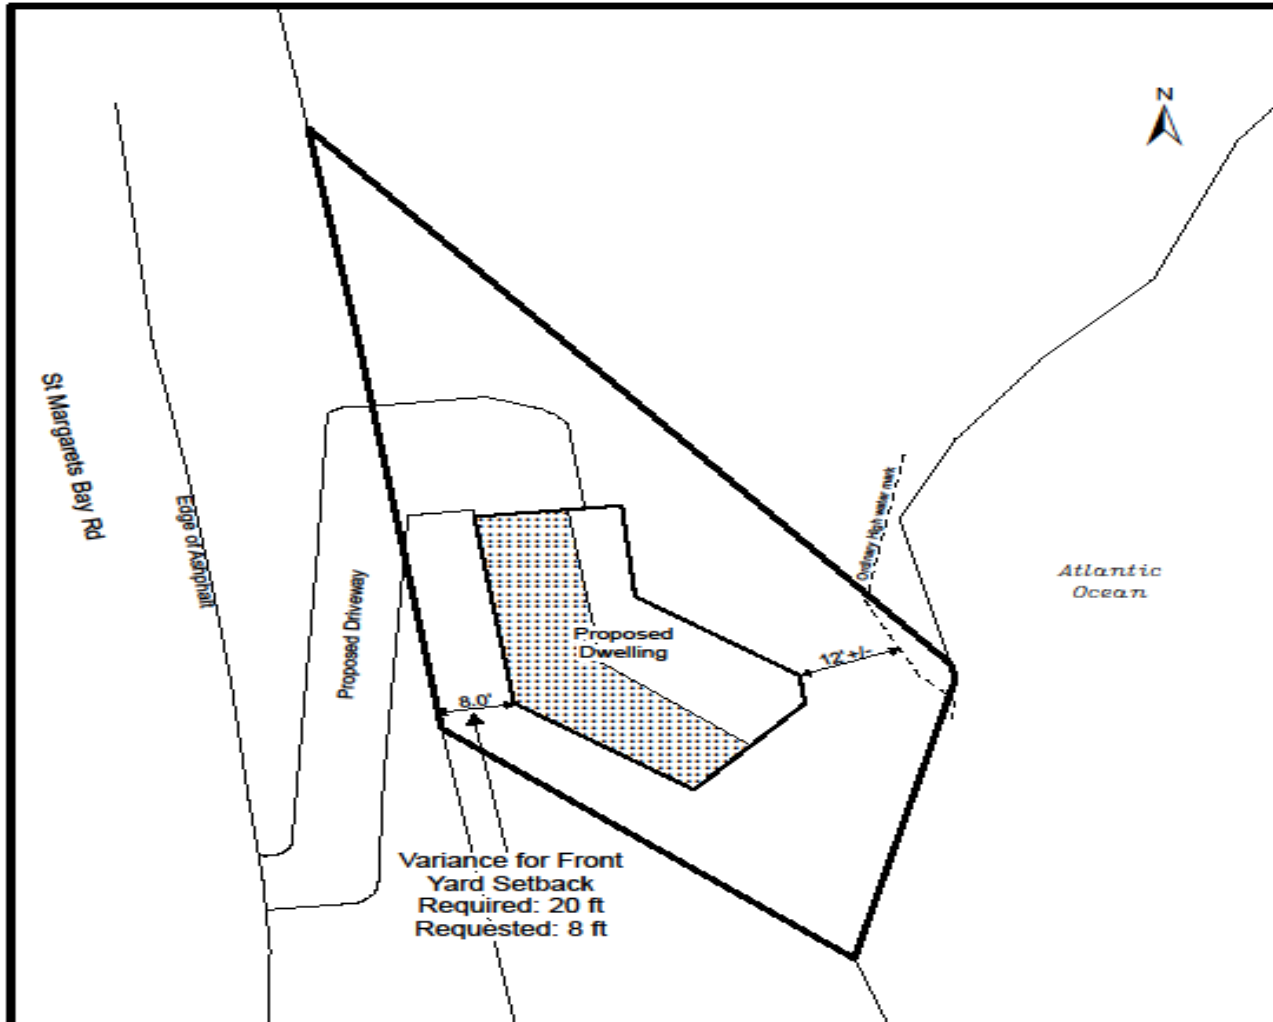 N
St Margarets Bay Rd
Edge of Ashphalt
Proposed Driveway
Ordinary High water mark
Atlantic
Ocean
Proposed
Dwelling
12' +/-
8.0'
Variance for Front
Yard Setback
Required: 20 ft
Requested: 8 ft